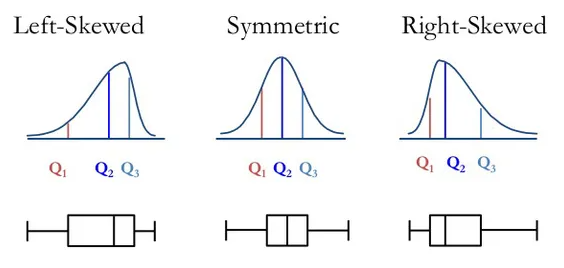 Left-Skewed Symmetric Right-Skewed
Q1 Q2 Q3 Q1 Q2 Q3 Q1 Q2 Q3